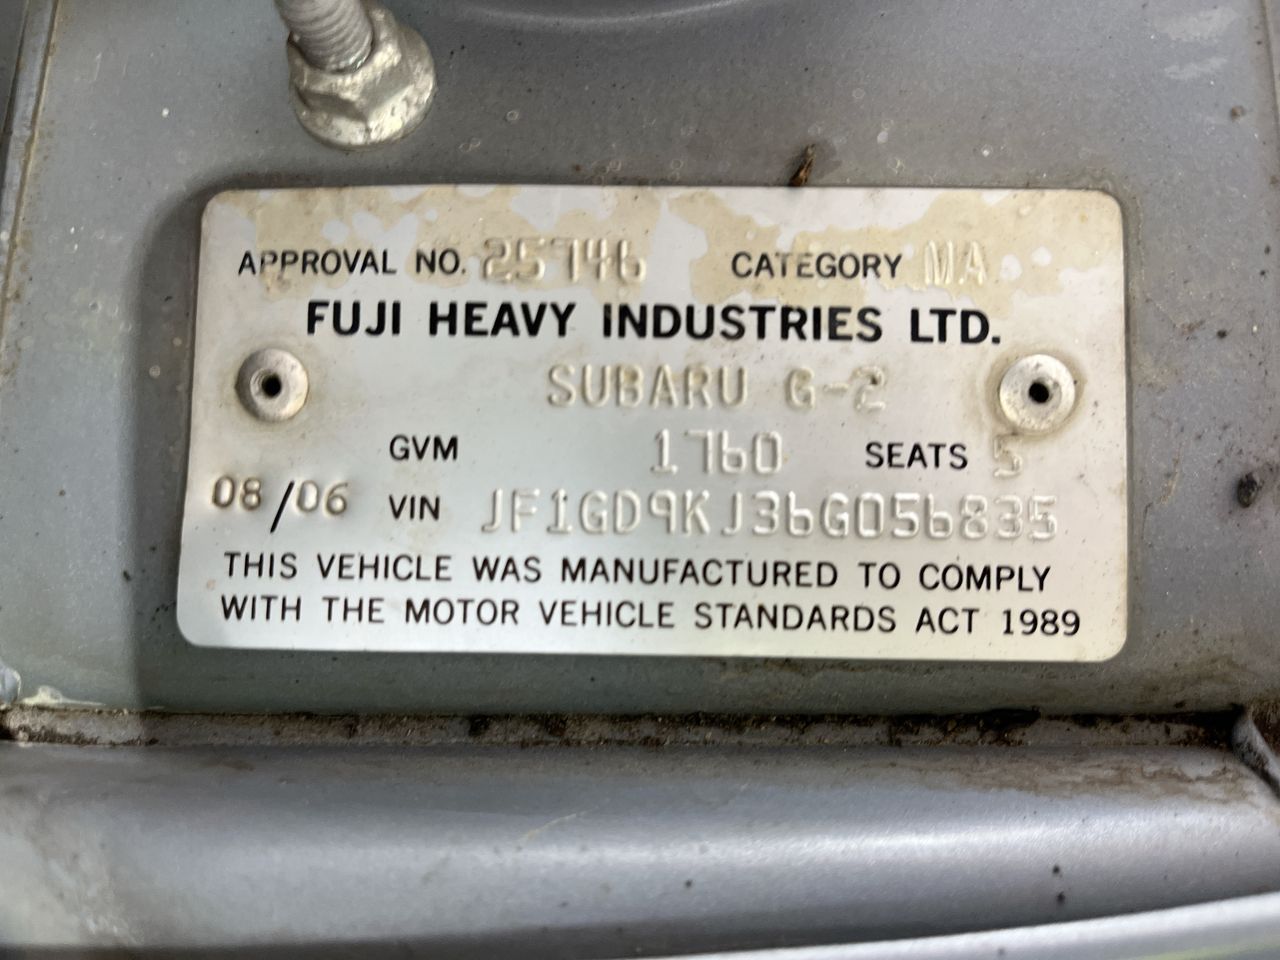 APPROVAL NO. 25746 CATEGORY MA
FUJI HEAVY INDUSTRIES LTD.
SUBARU G-2
GVM 1760 SEATS 5
08/06 VIN JF1GD9KJ36G056835
THIS VEHICLE WAS MANUFACTURED TO COMPLY
WITH THE MOTOR VEHICLE STANDARDS ACT 1989